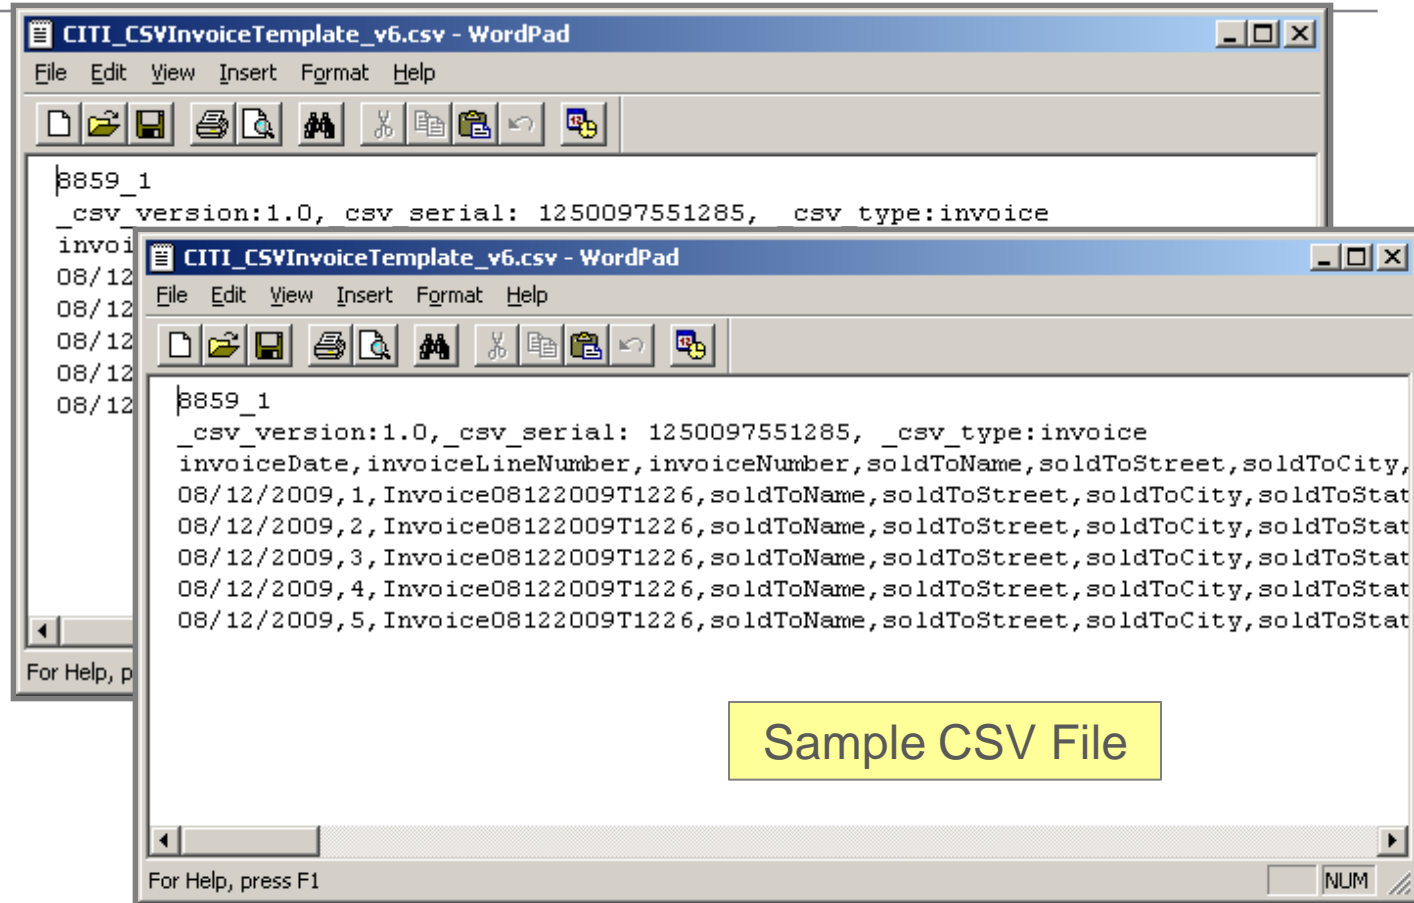 CITI_CSVInvoiceTemplate_v6.csv - WordPad
File Edit View Insert Format Help
8859_1
_csv_version:1.0,_csv_serial: 1250097551285, _csv_type:invoice
invoi
08/12
08/12
08/12
08/12
08/12
For Help, p
CITI_CSVInvoiceTemplate_v6.csv - WordPad
File Edit View Insert Format Help
8859_1
_csv_version:1.0,_csv_serial: 1250097551285, _csv_type:invoice
invoiceDate,invoiceLineNumber,invoiceNumber,soldToName,soldToStreet,soldToCity,
08/12/2009,1,Invoice08122009T1226,soldToName,soldToStreet,soldToCity,soldToStat
08/12/2009,2,Invoice08122009T1226,soldToName,soldToStreet,soldToCity,soldToStat
08/12/2009,3,Invoice08122009T1226,soldToName,soldToStreet,soldToCity,soldToStat
08/12/2009,4,Invoice08122009T1226,soldToName,soldToStreet,soldToCity,soldToStat
08/12/2009,5,Invoice08122009T1226,soldToName,soldToStreet,soldToCity,soldToStat
Sample CSV File
For Help, press F1
NUM